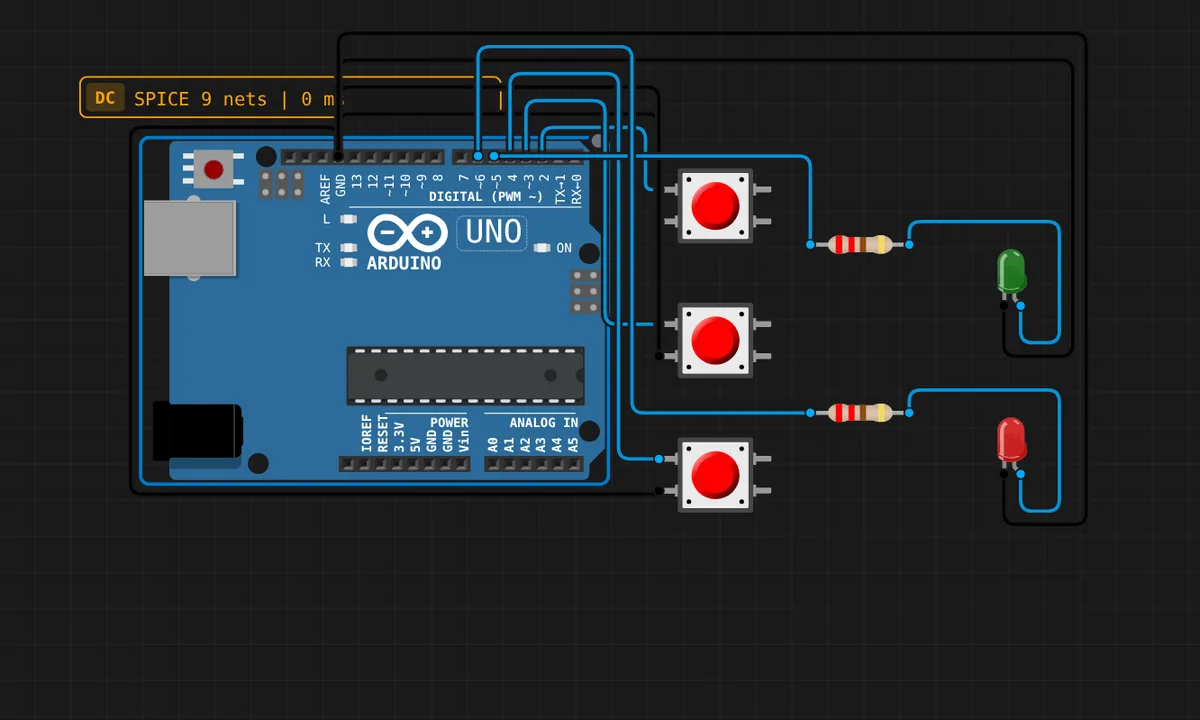 DC SPICE 9 nets | 0 m
AREF GND 13 12 ~11 ~10 ~9 8 7 ~6 ~5 4 ~3 2 TX→1 RX←0
DIGITAL (PWM ~)
L
TX
RX
UNO
ON
ARDUINO
POWER
ANALOG IN
IOREF RESET 3.3V 5V GND GND Vin A0 A1 A2 A3 A4 A5